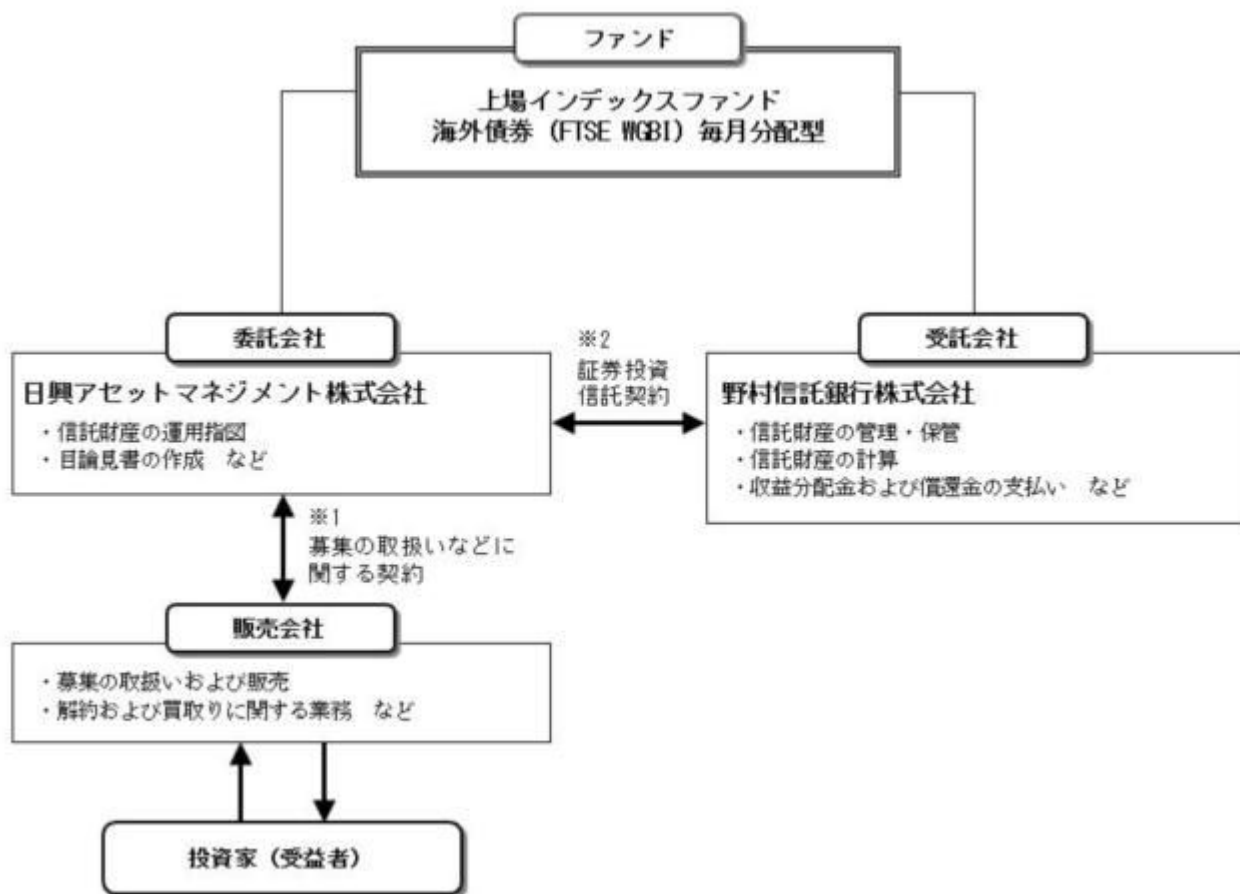 ファンド
上場インデックスファンド
海外債券（FTSE WGBI）毎月分配型
委託会社
日興アセットマネジメント株式会社
・信託財産の運用指図
・目論見書の作成　など
※2
証券投資
信託契約
受託会社
野村信託銀行株式会社
・信託財産の管理・保管
・信託財産の計算
・収益分配金および償還金の支払い　など
※1
募集の取扱いなどに
関する契約
販売会社
・募集の取扱いおよび販売
・解約および買取りに関する業務　など
投資家（受益者）